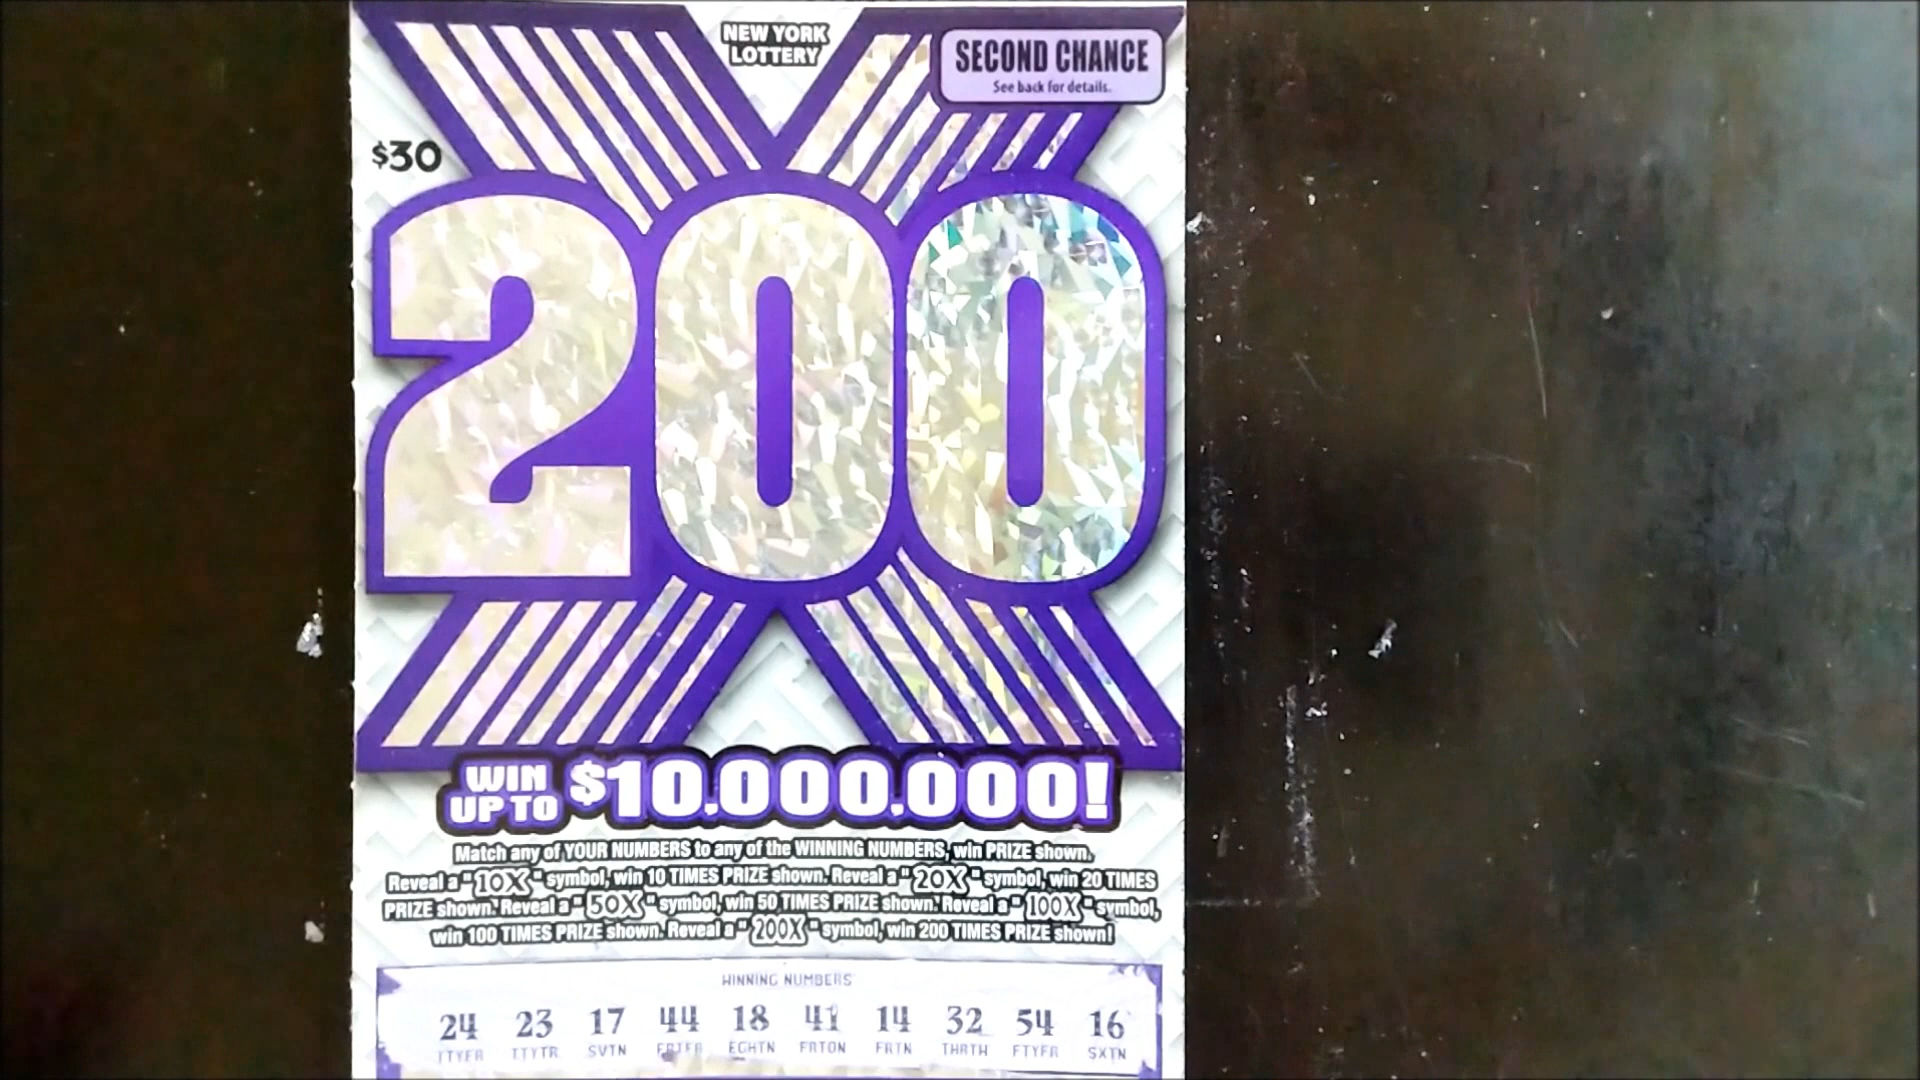 NEW YORK
LOTTERY
SECOND CHANCE
See back for details.
$30
200
WIN
UP TO
$10,000,000!
Match any of YOUR NUMBERS to any of the WINNING NUMBERS, win PRIZE shown.
Reveal a "10X" symbol, win 10 TIMES PRIZE shown. Reveal a "20X" symbol, win 20 TIMES
PRIZE shown. Reveal a "50X" symbol, win 50 TIMES PRIZE shown. Reveal a "100X" symbol,
win 100 TIMES PRIZE shown. Reveal a "200X" symbol, win 200 TIMES PRIZE shown!
WINNING NUMBERS
24 23 17 44 18 41 14 32 54 16
TTYFR TTYTR SVTN EGHTN FRTON FRTN THRTH FTYFR SXTN